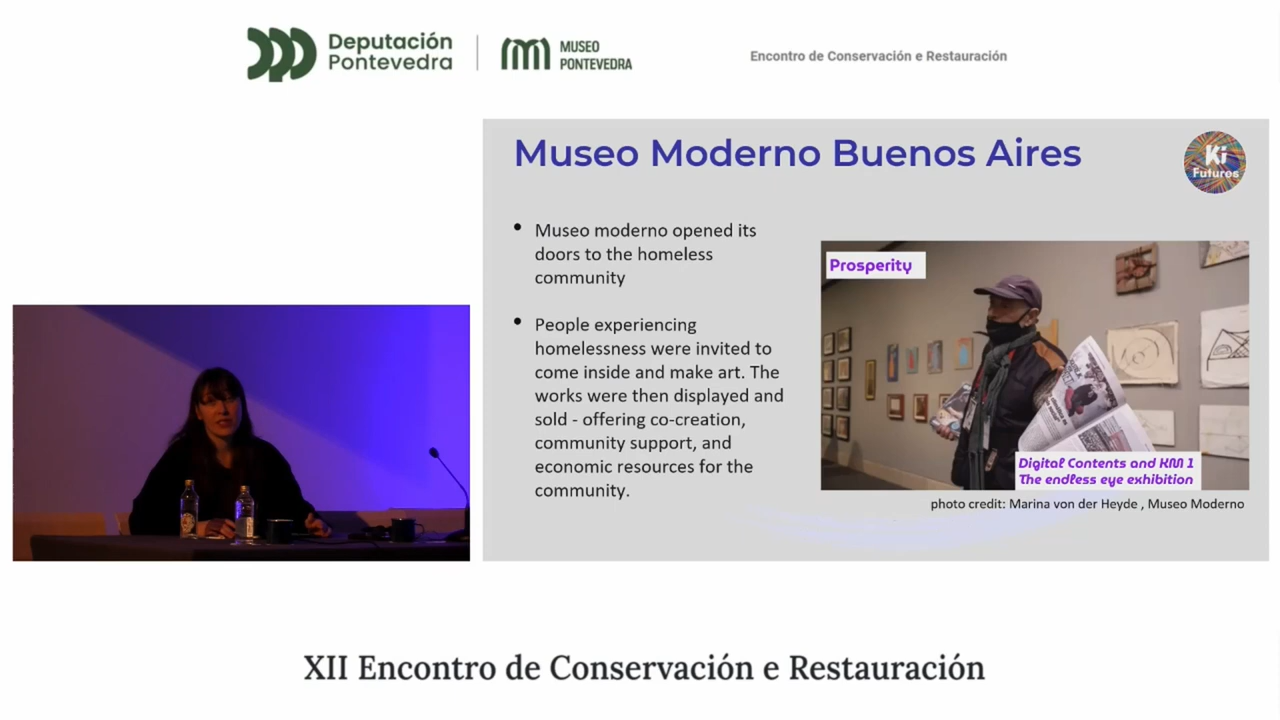 Deputación
Pontevedra
MUSEO
PONTEVEDRA
Encontro de Conservación e Restauración
Museo Moderno Buenos Aires
Ki
Futures
• Museo moderno opened its
doors to the homeless
community
• People experiencing
homelessness were invited to
come inside and make art. The
works were then displayed and
sold - offering co-creation,
community support, and
economic resources for the
community.
Prosperity
Digital Contents and KM 1
The endless eye exhibition
photo credit: Marina von der Heyde , Museo Moderno
XII Encontro de Conservación e Restauración